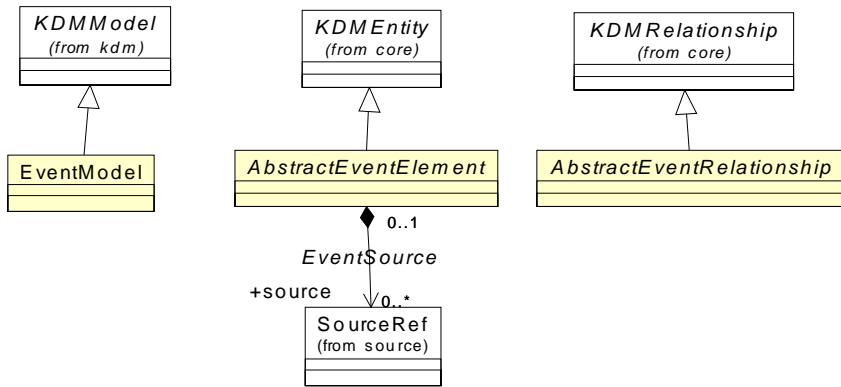 KDMModel
(from kdm)
KDMEntity
(from core)
KDMRelationship
(from core)
EventModel
AbstractEventElement
AbstractEventRelationship
0..1
EventSource
+source
0..*
SourceRef
(from source)